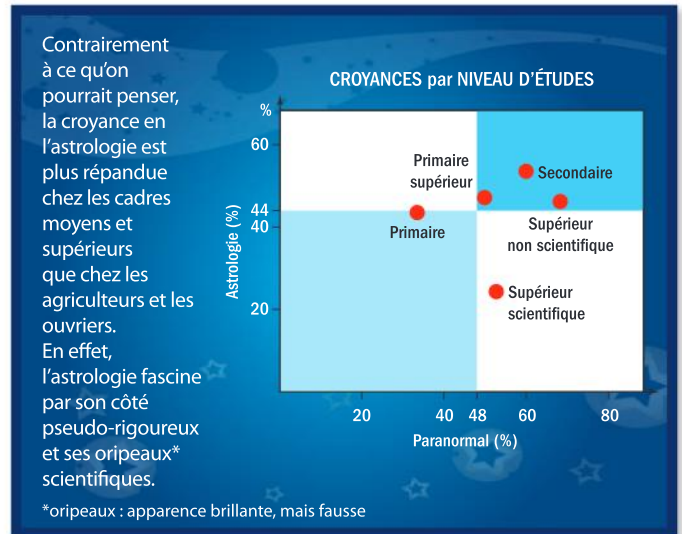 Contrairement
à ce qu'on
pourrait penser,
la croyance en
l'astrologie est
plus répandue
chez les cadres
moyens et
supérieurs
que chez les
agriculteurs et les
ouvriers.
En effet,
l'astrologie fascine
par son côté
pseudo-rigoureux
et ses oripeaux*
scientifiques.
*oripeaux : apparence brillante, mais fausse
CROYANCES par NIVEAU D'ÉTUDES
%
60
44
40
20
Astrologie (%)
Primaire
supérieur
Secondaire
Primaire
Supérieur
non scientifique
Supérieur
scientifique
20 40 48 60 80
Paranormal (%)